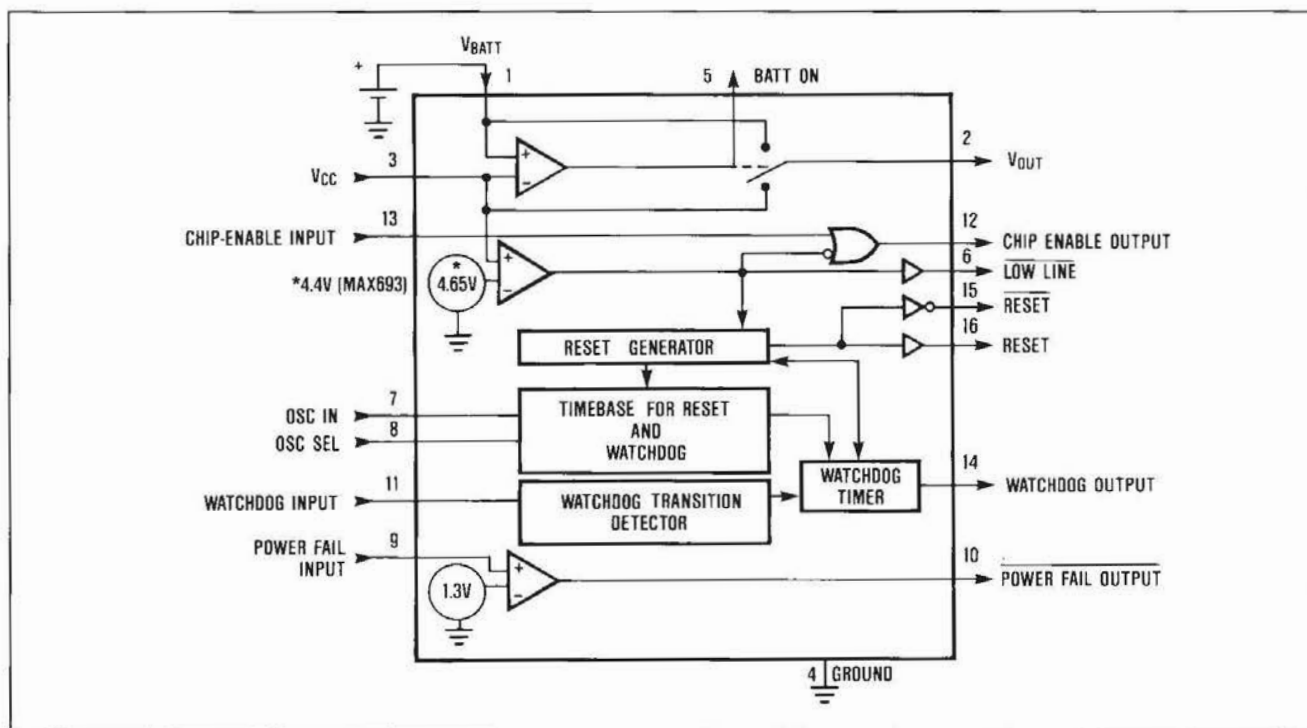 VBATT
+
1
5 BATT ON
2
VOUT
3
VCC
+
−
13
CHIP-ENABLE INPUT
12
CHIP ENABLE OUTPUT
6
LOW LINE
*4.4V (MAX693)
*
4.65V
+
−
15
RESET
16
RESET
RESET GENERATOR
7
OSC IN
8
OSC SEL
TIMEBASE FOR RESET
AND
WATCHDOG
11
WATCHDOG INPUT
WATCHDOG TRANSITION
DETECTOR
WATCHDOG
TIMER
14
WATCHDOG OUTPUT
9
POWER FAIL
INPUT
1.3V
+
−
10
POWER FAIL OUTPUT
4 GROUND